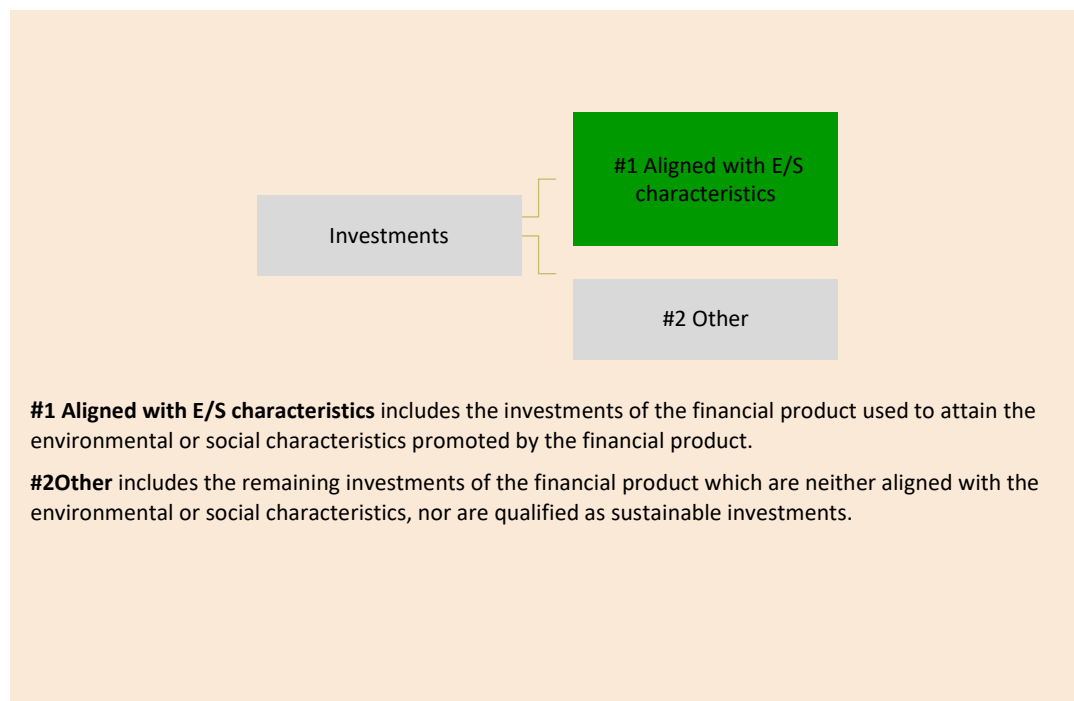 #1 Aligned with E/S
characteristics
Investments
#2 Other
#1 Aligned with E/S characteristics includes the investments of the financial product used to attain the
environmental or social characteristics promoted by the financial product.
#2Other includes the remaining investments of the financial product which are neither aligned with the
environmental or social characteristics, nor are qualified as sustainable investments.